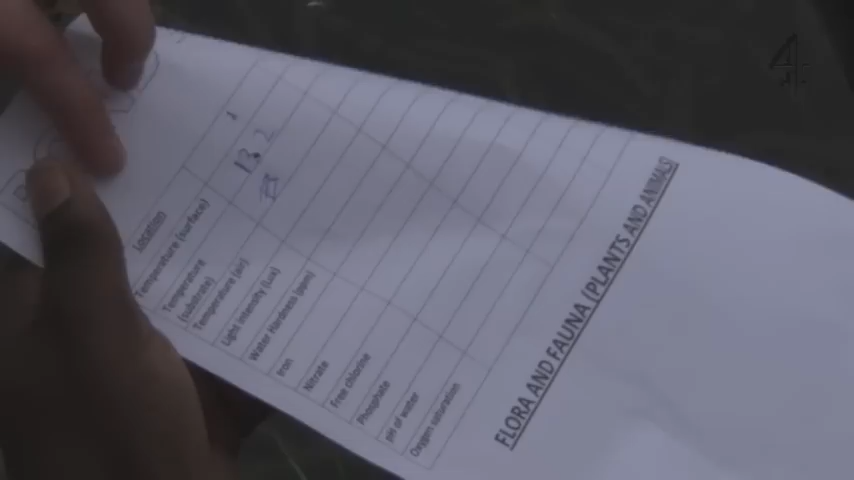 Location
1
Temperature (surface)
13.2
Temperature
(substrate)
Temperature (air)
Light intensity (Lux)
Water Hardness (ppm)
Iron
Nitrate
Free chlorine
Phosphate
pH of water
Oxygen saturation
FLORA AND FAUNA (PLANTS AND ANIMALS)
4